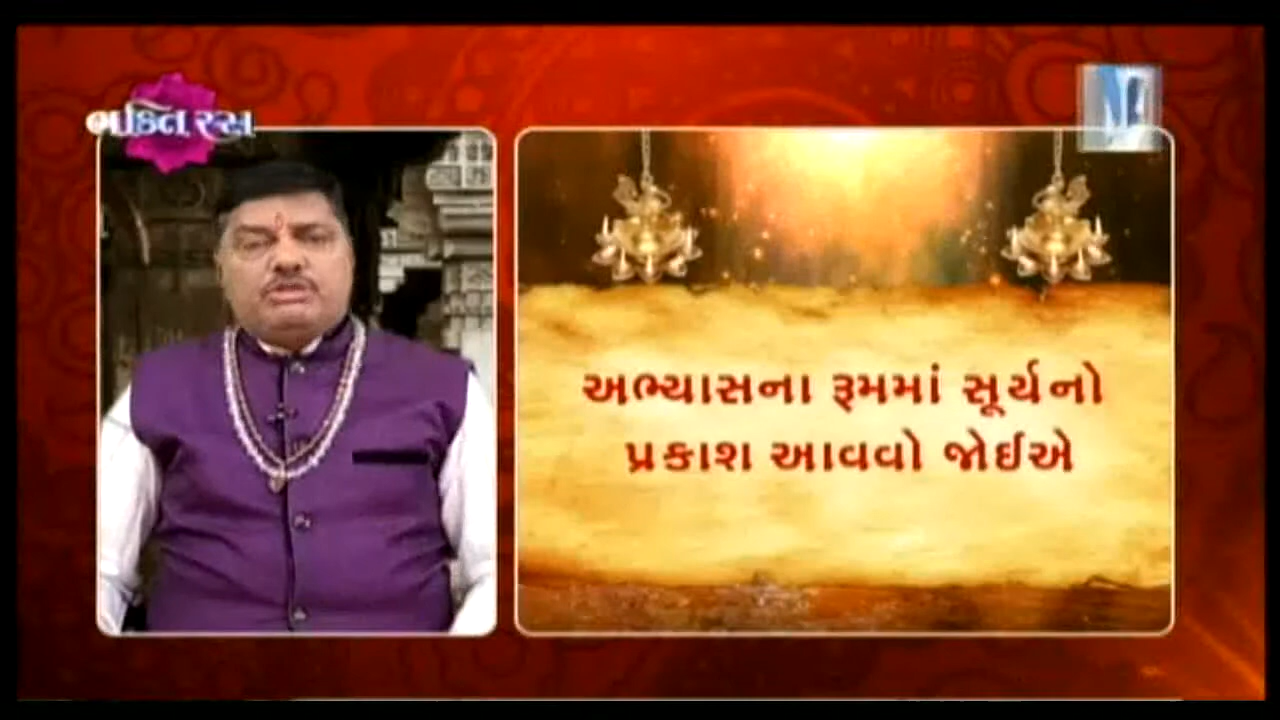 ભક્તિ રસ
અભ્યાસના રૂમમાં સૂર્યનો
પ્રકાશ આવવો જોઈએ